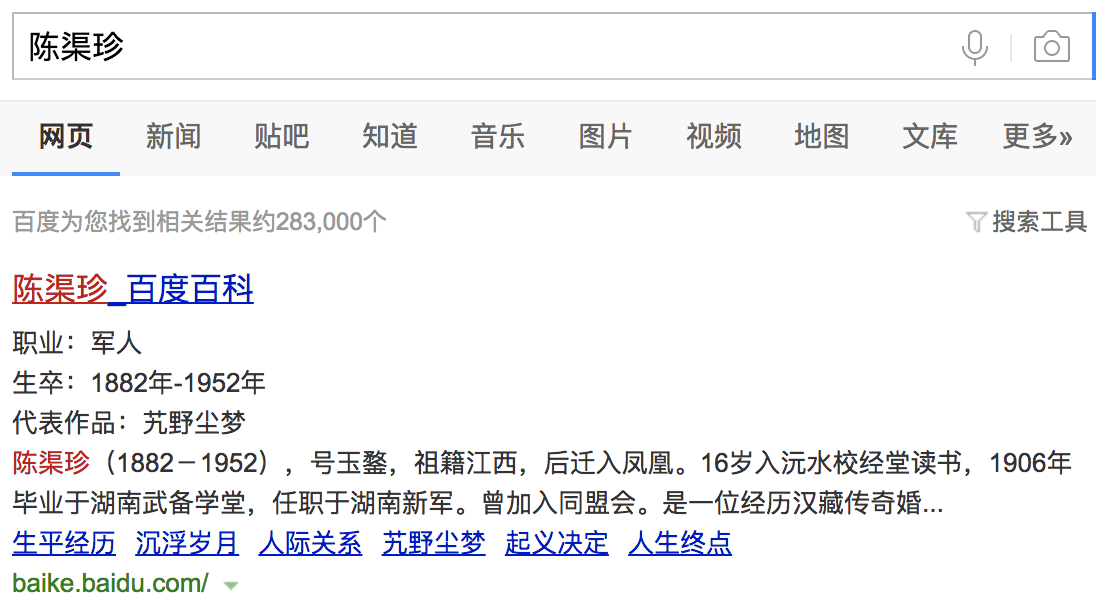 陈渠珍
网页 新闻 贴吧 知道 音乐 图片 视频 地图 文库 更多»
百度为您找到相关结果约283,000个 搜索工具
陈渠珍_百度百科
职业：军人
生卒：1882年-1952年
代表作品：艽野尘梦
陈渠珍（1882－1952），号玉鍪，祖籍江西，后迁入凤凰。16岁入沅水校经堂读书，1906年
毕业于湖南武备学堂，任职于湖南新军。曾加入同盟会。是一位经历汉藏传奇婚...
生平经历 沉浮岁月 人际关系 艽野尘梦 起义决定 人生终点
baike.baidu.com/